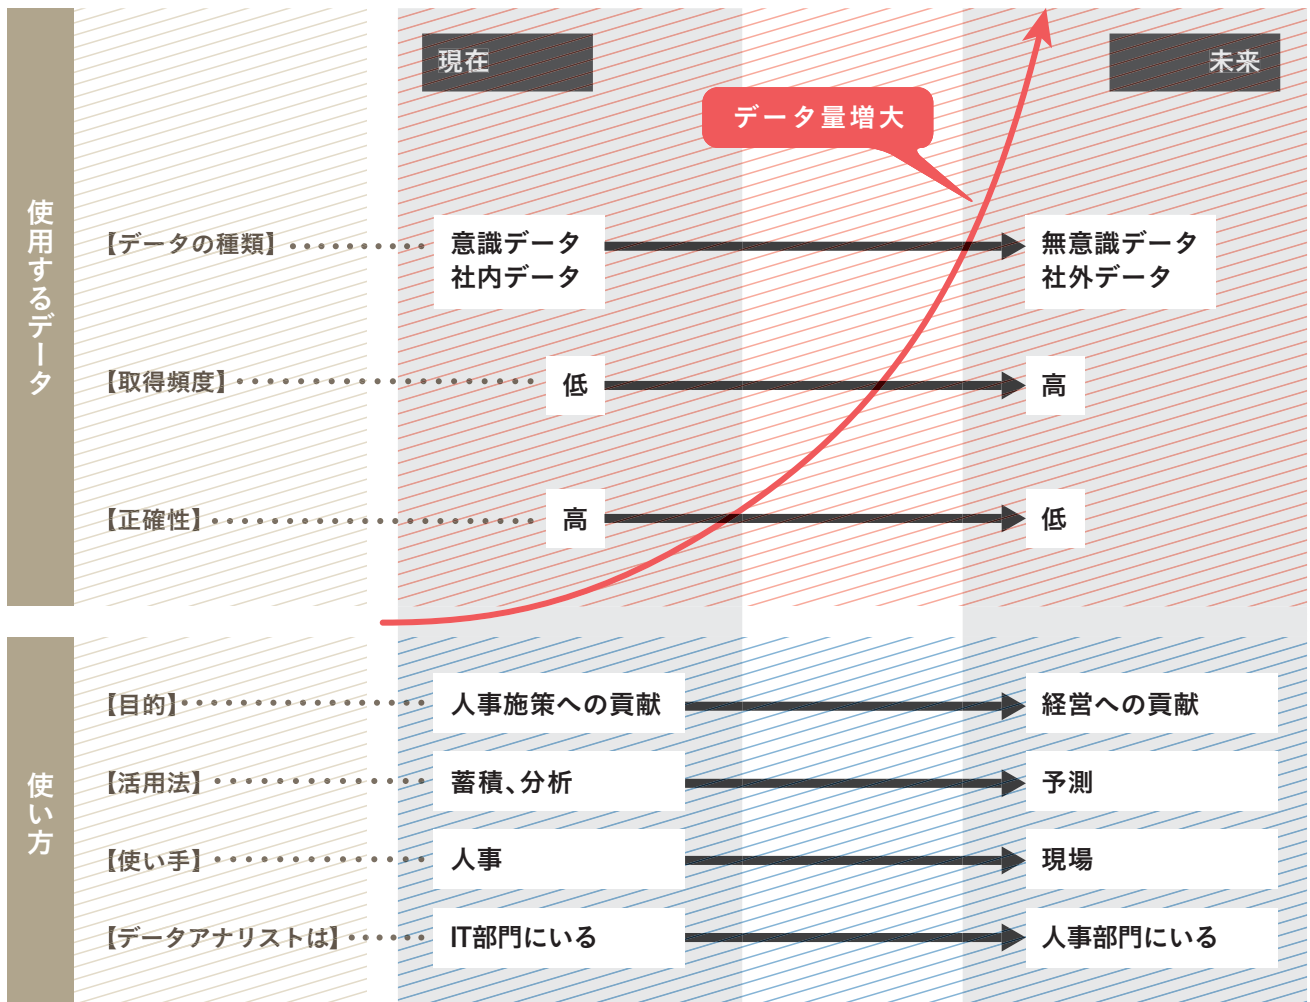 現在
未来
データ量増大
使用するデータ
【データの種類】
意識データ
社内データ
無意識データ
社外データ
【取得頻度】
低
高
【正確性】
高
低
使い方
【目的】
人事施策への貢献
経営への貢献
【活用法】
蓄積、分析
予測
【使い手】
人事
現場
【データアナリストは】
IT部門にいる
人事部門にいる